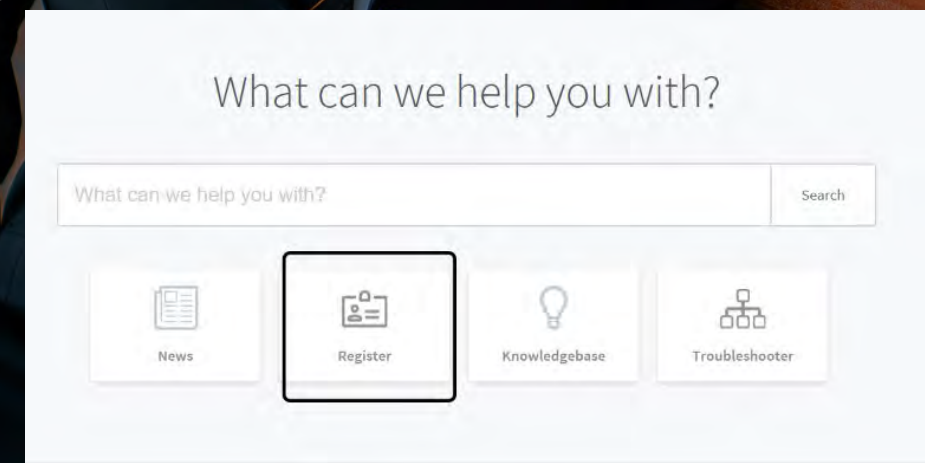 What can we help you with?
What can we help you with?
Search
News
Register
Knowledgebase
Troubleshooter